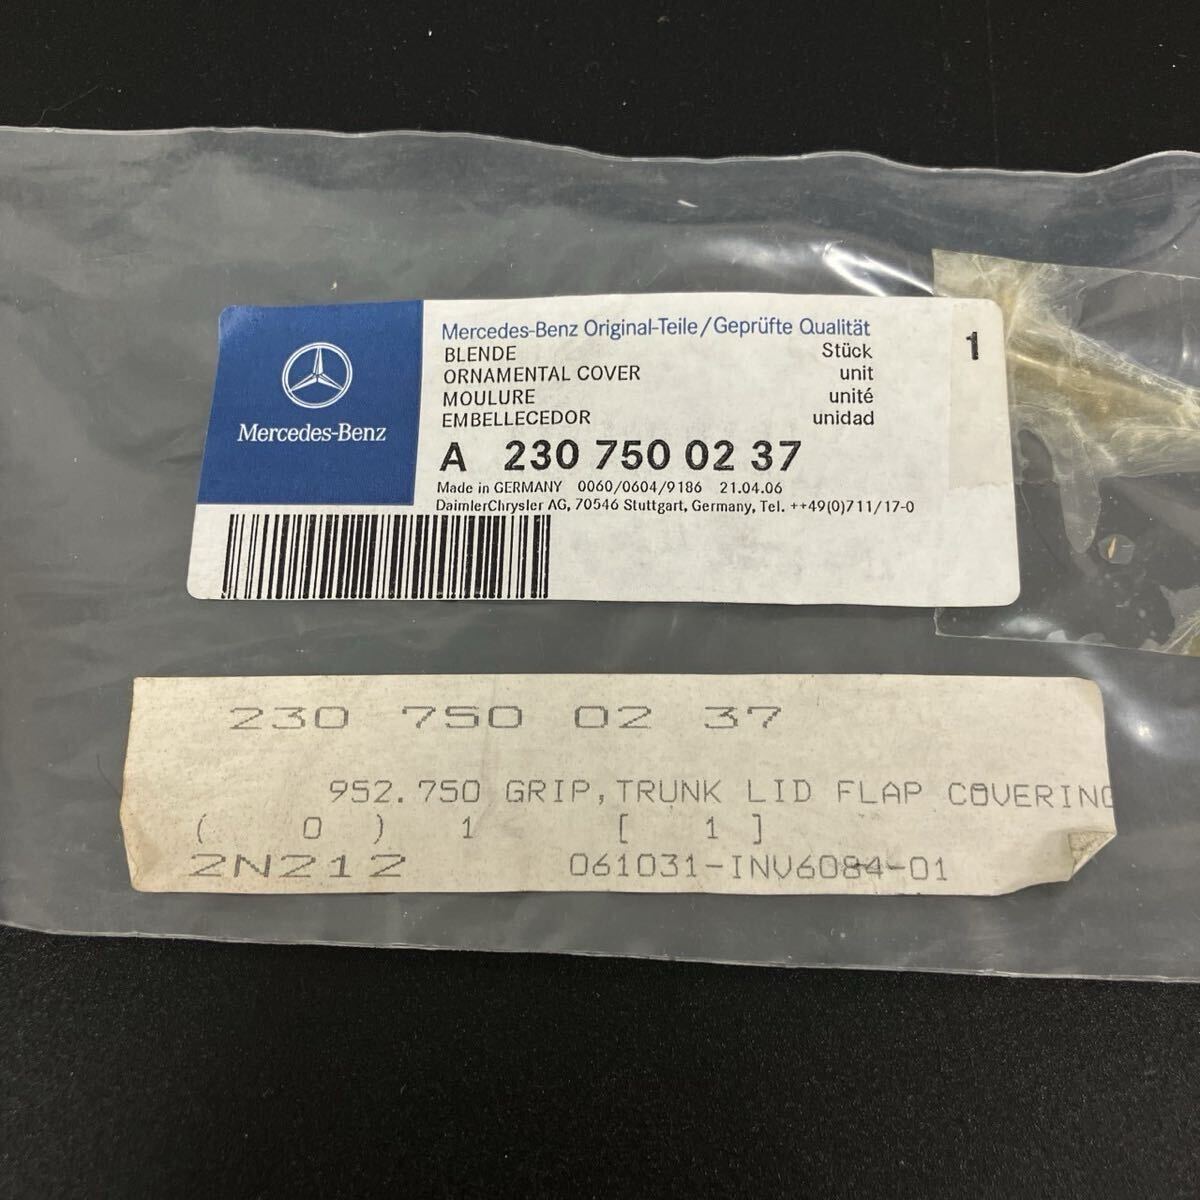 Mercedes-Benz
Mercedes-Benz Original-Teile/Geprüfte Qualität
BLENDE Stück 1
ORNAMENTAL COVER unit
MOULURE unité
EMBELLECEDOR unidad
A 230 750 02 37
Made in GERMANY 0060/0604/9186 21.04.06
DaimlerChrysler AG, 70546 Stuttgart, Germany, Tel. ++49(0)711/17-0
230 750 02 37
952.750 GRIP,TRUNK LID FLAP COVERING
( 0 ) 1 [ 1 ]
2N212 061031-INV6084-01